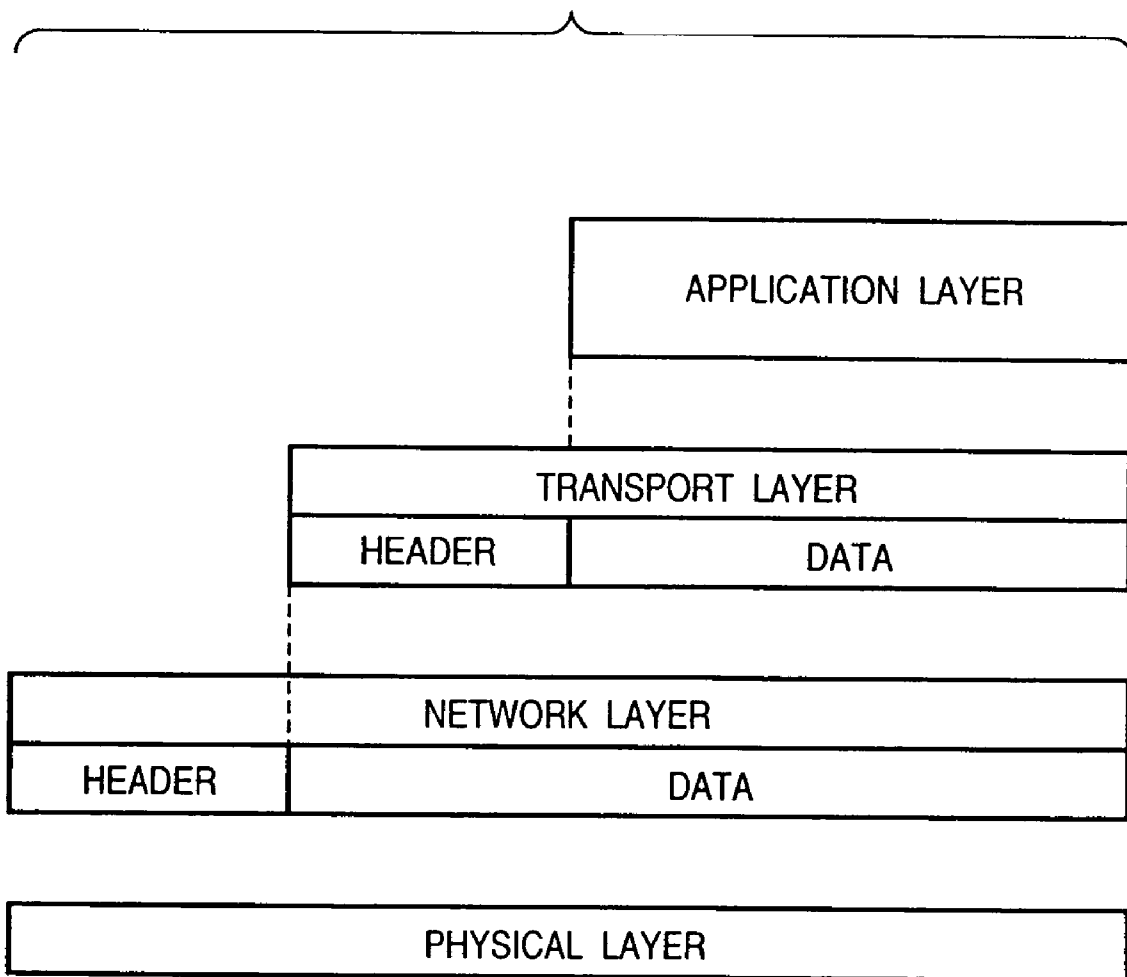 APPLICATION LAYER
TRANSPORT LAYER
HEADER DATA
NETWORK LAYER
HEADER DATA
PHYSICAL LAYER